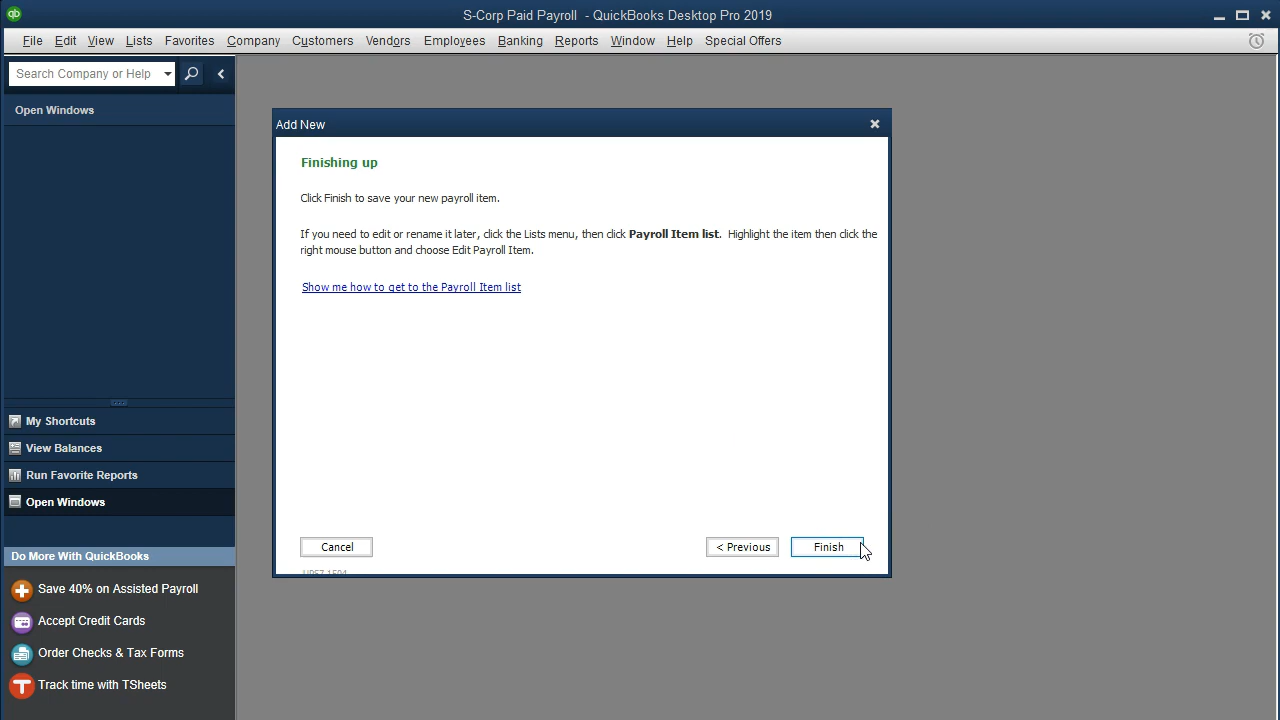 S-Corp Paid Payroll - QuickBooks Desktop Pro 2019
File Edit View Lists Favorites Company Customers Vendors Employees Banking Reports Window Help Special Offers
Search Company or Help
Open Windows
Add New
Finishing up
Click Finish to save your new payroll item.
If you need to edit or rename it later, click the Lists menu, then click Payroll Item list. Highlight the item then click the
right mouse button and choose Edit Payroll Item.
Show me how to get to the Payroll Item list
My Shortcuts
View Balances
Run Favorite Reports
Open Windows
Cancel
< Previous
Finish
Do More With QuickBooks
Save 40% on Assisted Payroll
Accept Credit Cards
Order Checks & Tax Forms
Track time with TSheets